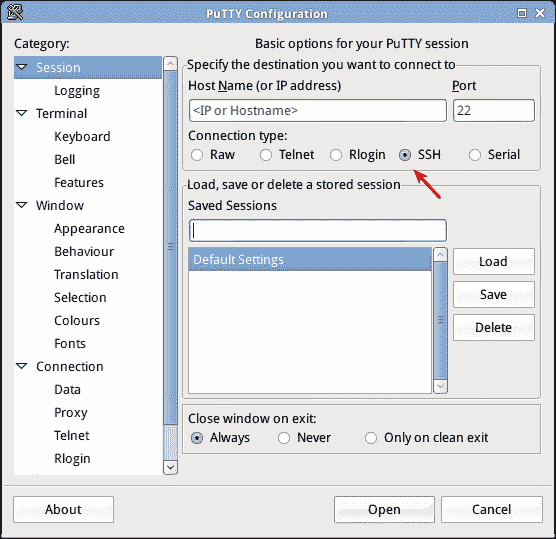 PuTTY Configuration
Category:
Session
Logging
Terminal
Keyboard
Bell
Features
Window
Appearance
Behaviour
Translation
Selection
Colours
Fonts
Connection
Data
Proxy
Telnet
Rlogin
Basic options for your PuTTY session
Specify the destination you want to connect to
Host Name (or IP address) Port
<IP or Hostname> 22
Connection type:
Raw Telnet Rlogin SSH Serial
Load, save or delete a stored session
Saved Sessions
Default Settings
Load
Save
Delete
Close window on exit:
Always Never Only on clean exit
About Open Cancel